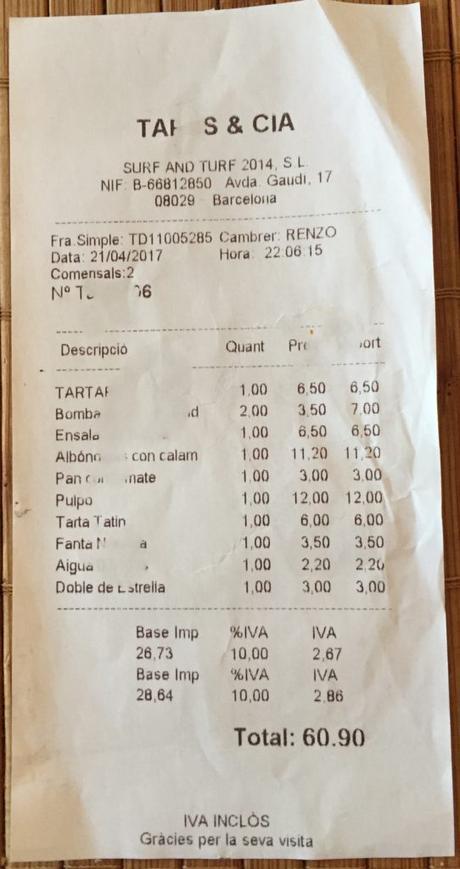 S & CIA
SURF AND TURF 2014, S.L
NIF: B-66812850 Avda. Gaudí, 17
08029 Barcelona
Fra.Simple: TD11005285 Cambrer: RENZO
Data: 21/04/2017 Hora: 22:06:15
Comensals:2
Nº
Descripció Quant
1,00 6,50 6,50
Bomba 2,00 3,50 7,00
1,00 6,50 6,50
con calam 1,00 11,20 11,20
Pan 1,00 3,00 3,00
Pulpo 1,00 12,00 12,00
Tarta Tatin 1,00 6,00 6,00
Fanta 1,00 3,50 3,50
Aigua 1,00 2,20 2,20
Doble de Estrella 1,00 3,00 3,00
Base Imp %IVA IVA
26,73 10,00 2,67
Base Imp %IVA IVA
28,64 10,00 2,86
Total: 60.90
IVA INCLÒS
Gràcies per la seva visita